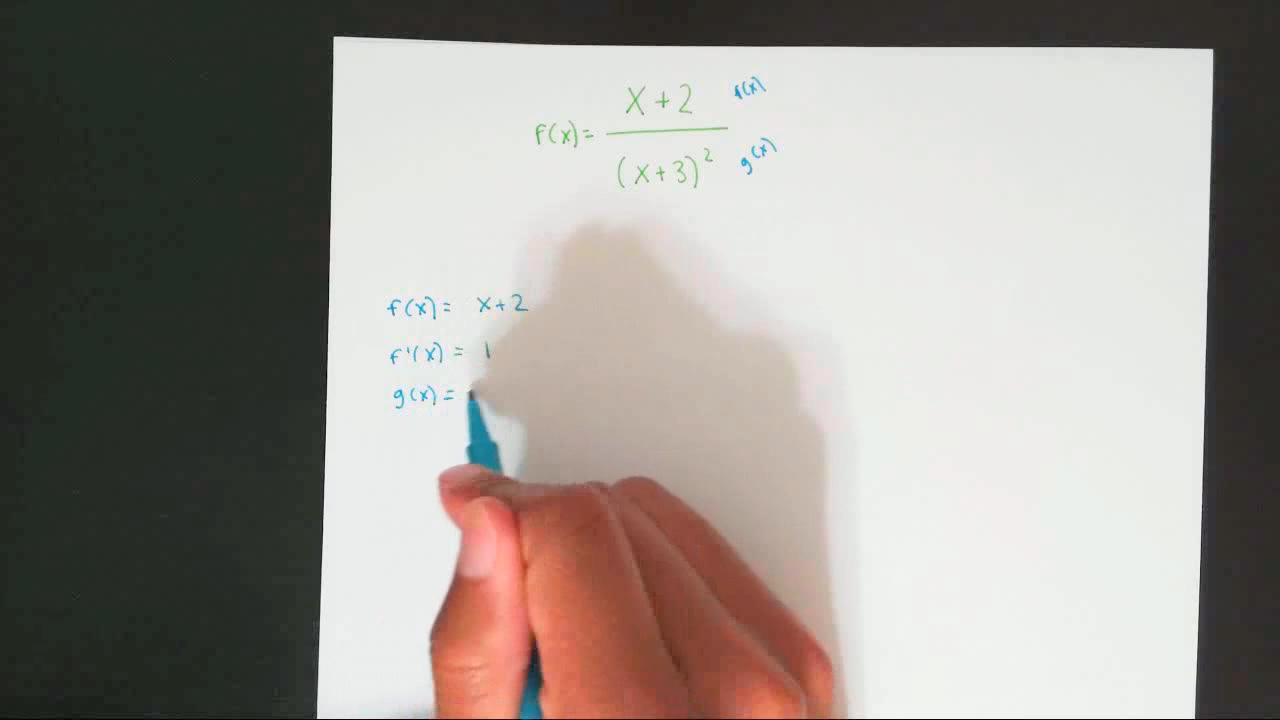 x+2 f(x)
f(x)=
(x+3)² g(x)
f(x) = x+2
f'(x) = 1
g(x) =